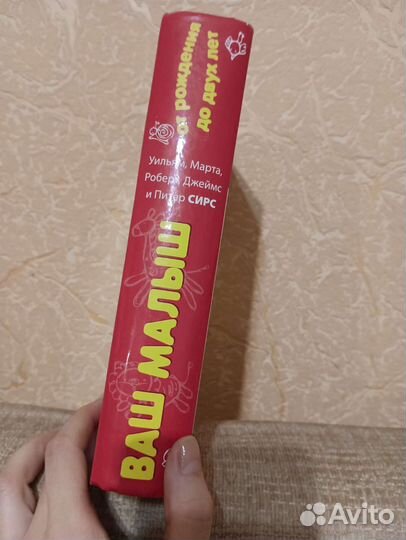 от рождения
до двух лет
Уильям, Марта,
Роберт, Джеймс
и Питер СИРС
ВАШ МАЛЫШ
Avito